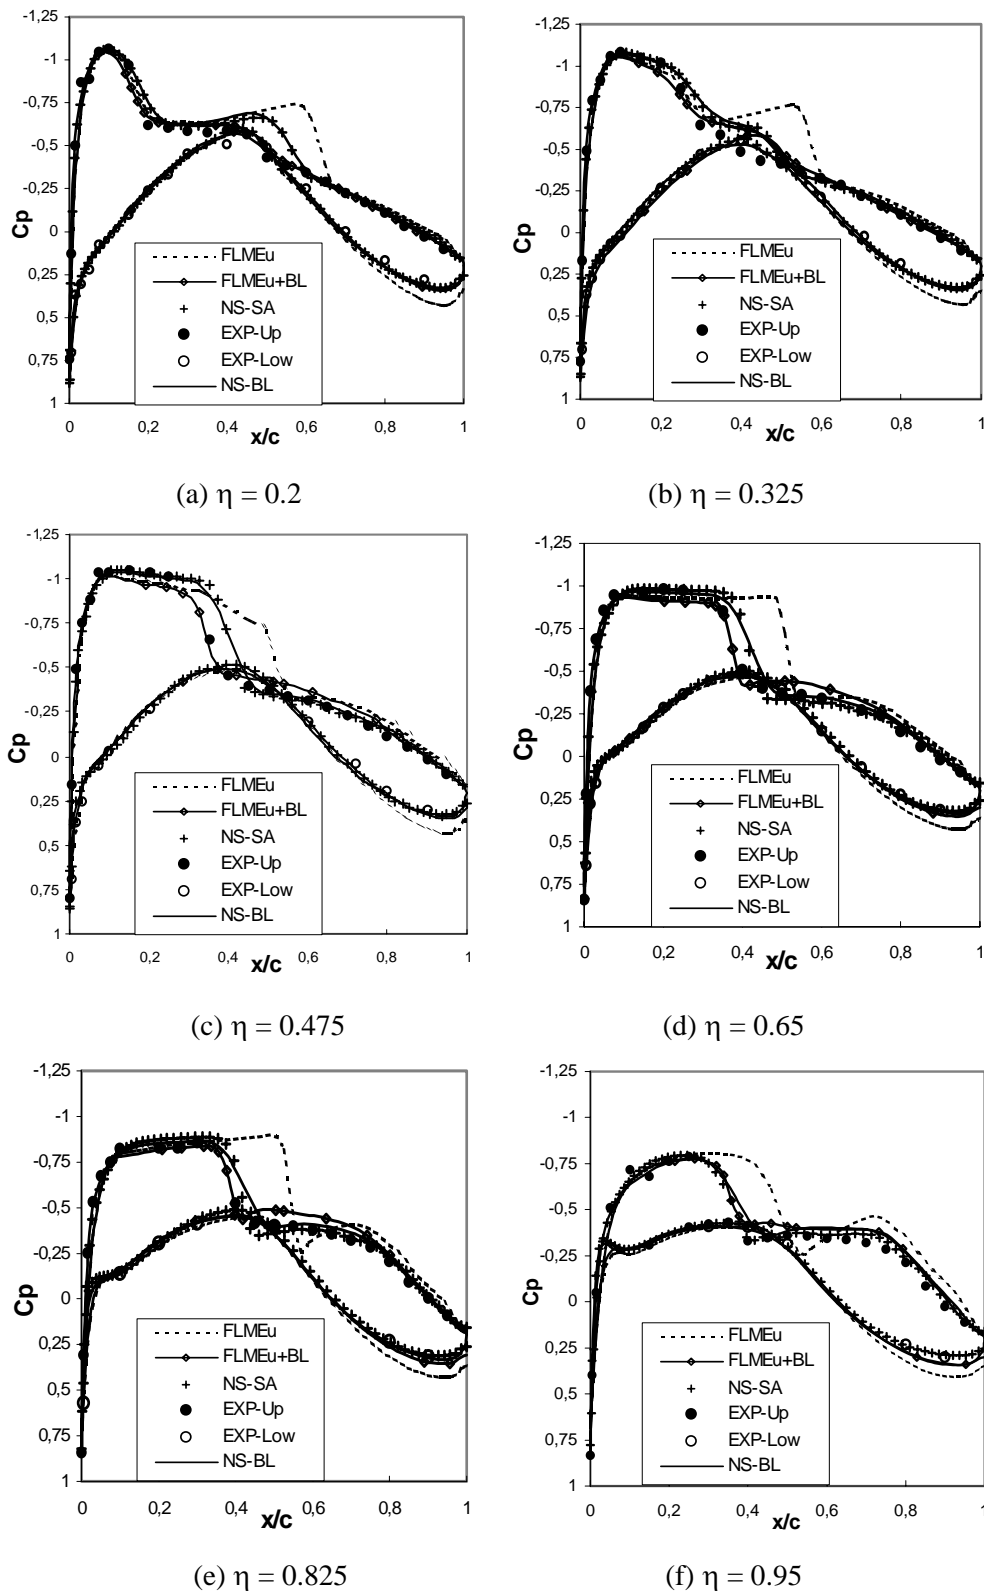 -1,25
-1
-0,75
-0,5
-0,25
0
0,25
0,5
0,75
1
Cp
FLMEu
FLMEu+BL
NS-SA
EXP-Up
EXP-Low
NS-BL
0 0,2 0,4 0,6 0,8 1
x/c
(a) η = 0.2
-1,25
-1
-0,75
-0,5
-0,25
0
0,25
0,5
0,75
1
Cp
FLMEu
FLMEu+BL
NS-SA
EXP-Up
EXP-Low
NS-BL
0 0,2 0,4 0,6 0,8 1
x/c
(b) η = 0.325
-1,25
-1
-0,75
-0,5
-0,25
0
0,25
0,5
0,75
1
Cp
FLMEu
FLMEu+BL
NS-SA
EXP-Up
EXP-Low
NS-BL
0 0,2 0,4 0,6 0,8 1
x/c
(c) η = 0.475
-1,25
-1
-0,75
-0,5
-0,25
0
0,25
0,5
0,75
1
Cp
FLMEu
FLMEu+BL
NS-SA
EXP-Up
EXP-Low
NS-BL
0 0,2 0,4 0,6 0,8 1
x/c
(d) η = 0.65
-1,25
-1
-0,75
-0,5
-0,25
0
0,25
0,5
0,75
1
Cp
FLMEu
FLMEu+BL
NS-SA
EXP-Up
EXP-Low
NS-BL
0 0,2 0,4 0,6 0,8 1
x/c
(e) η = 0.825
-1,25
-1
-0,75
-0,5
-0,25
0
0,25
0,5
0,75
1
Cp
FLMEu
FLMEu+BL
NS-SA
EXP-Up
EXP-Low
NS-BL
0 0,2 0,4 0,6 0,8 1
x/c
(f) η = 0.95